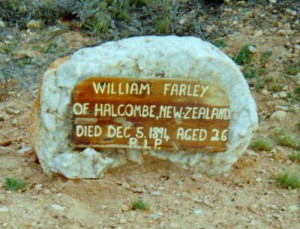 WILLIAM FARLEY
OF HALCOMBE, NEW-ZEALAND.
DIED DEC 5, 1894 AGED 26
R.I.P.